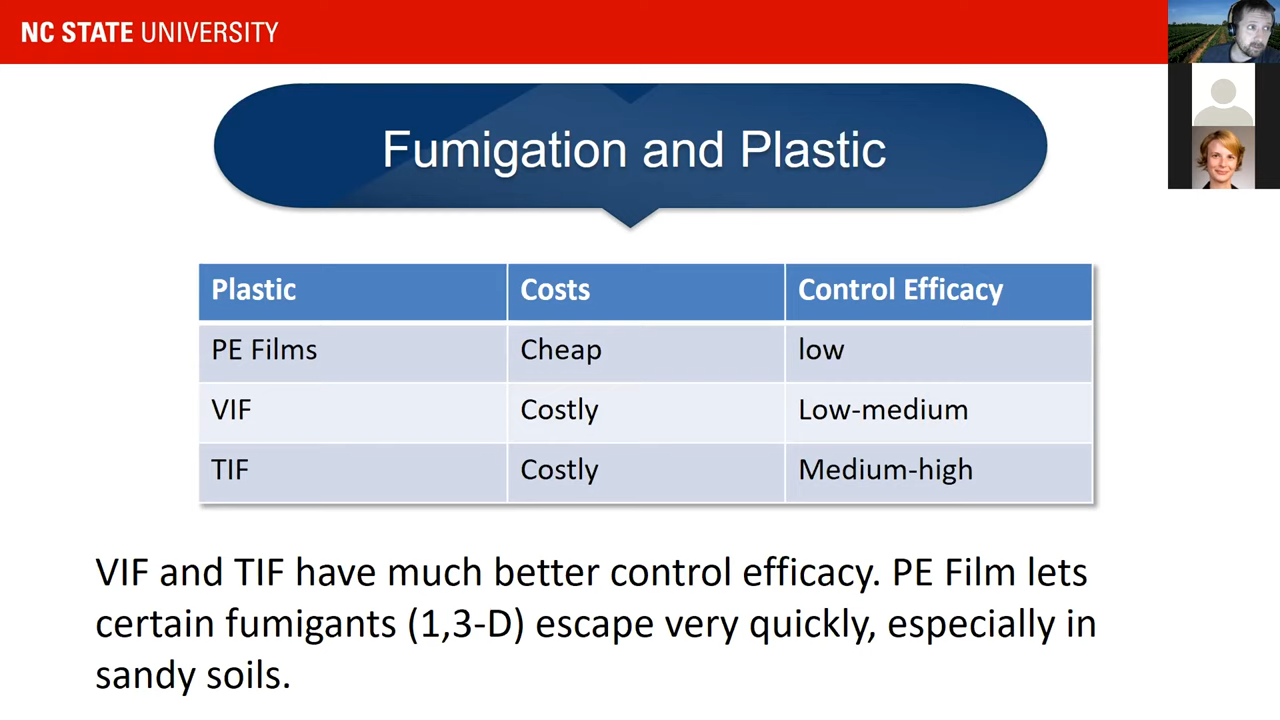 NC STATE UNIVERSITY
Fumigation and Plastic
Plastic Costs Control Efficacy
PE Films Cheap low
VIF Costly Low-medium
TIF Costly Medium-high
VIF and TIF have much better control efficacy. PE Film lets
certain fumigants (1,3-D) escape very quickly, especially in
sandy soils.